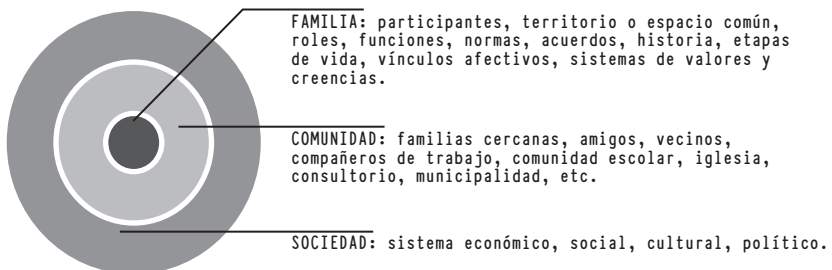 FAMILIA: participantes, territorio o espacio común,
roles, funciones, normas, acuerdos, historia, etapas
de vida, vínculos afectivos, sistemas de valores y
creencias.
COMUNIDAD: familias cercanas, amigos, vecinos,
compañeros de trabajo, comunidad escolar, iglesia,
consultorio, municipalidad, etc.
SOCIEDAD: sistema económico, social, cultural, político.